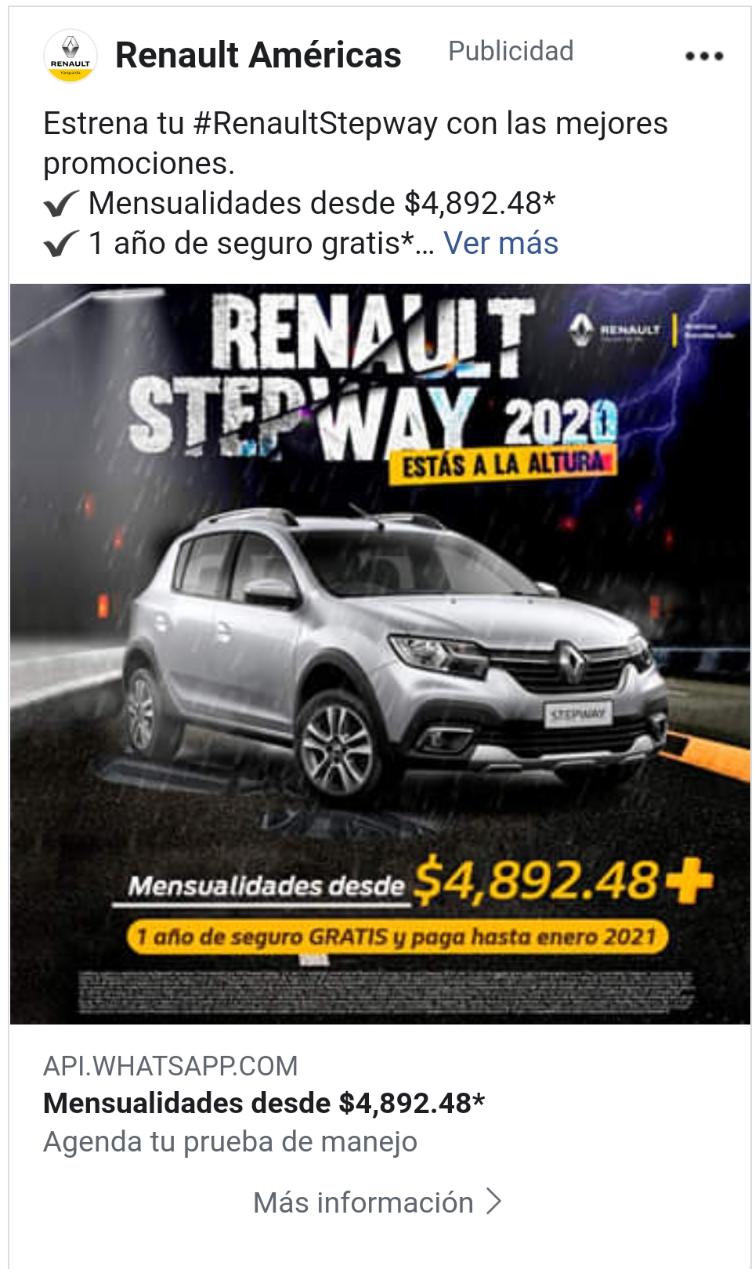 RENAULT
Renault Américas
Publicidad
Estrena tu #RenaultStepway con las mejores
promociones.
✓ Mensualidades desde $4,892.48*
✓ 1 año de seguro gratis*... Ver más
RENAULT
STEPWAY 2020
ESTÁS A LA ALTURA
RENAULT
STEPWAY
Mensualidades desde $4,892.48+
1 año de seguro GRATIS y paga hasta enero 2021
API.WHATSAPP.COM
Mensualidades desde $4,892.48*
Agenda tu prueba de manejo
Más información >